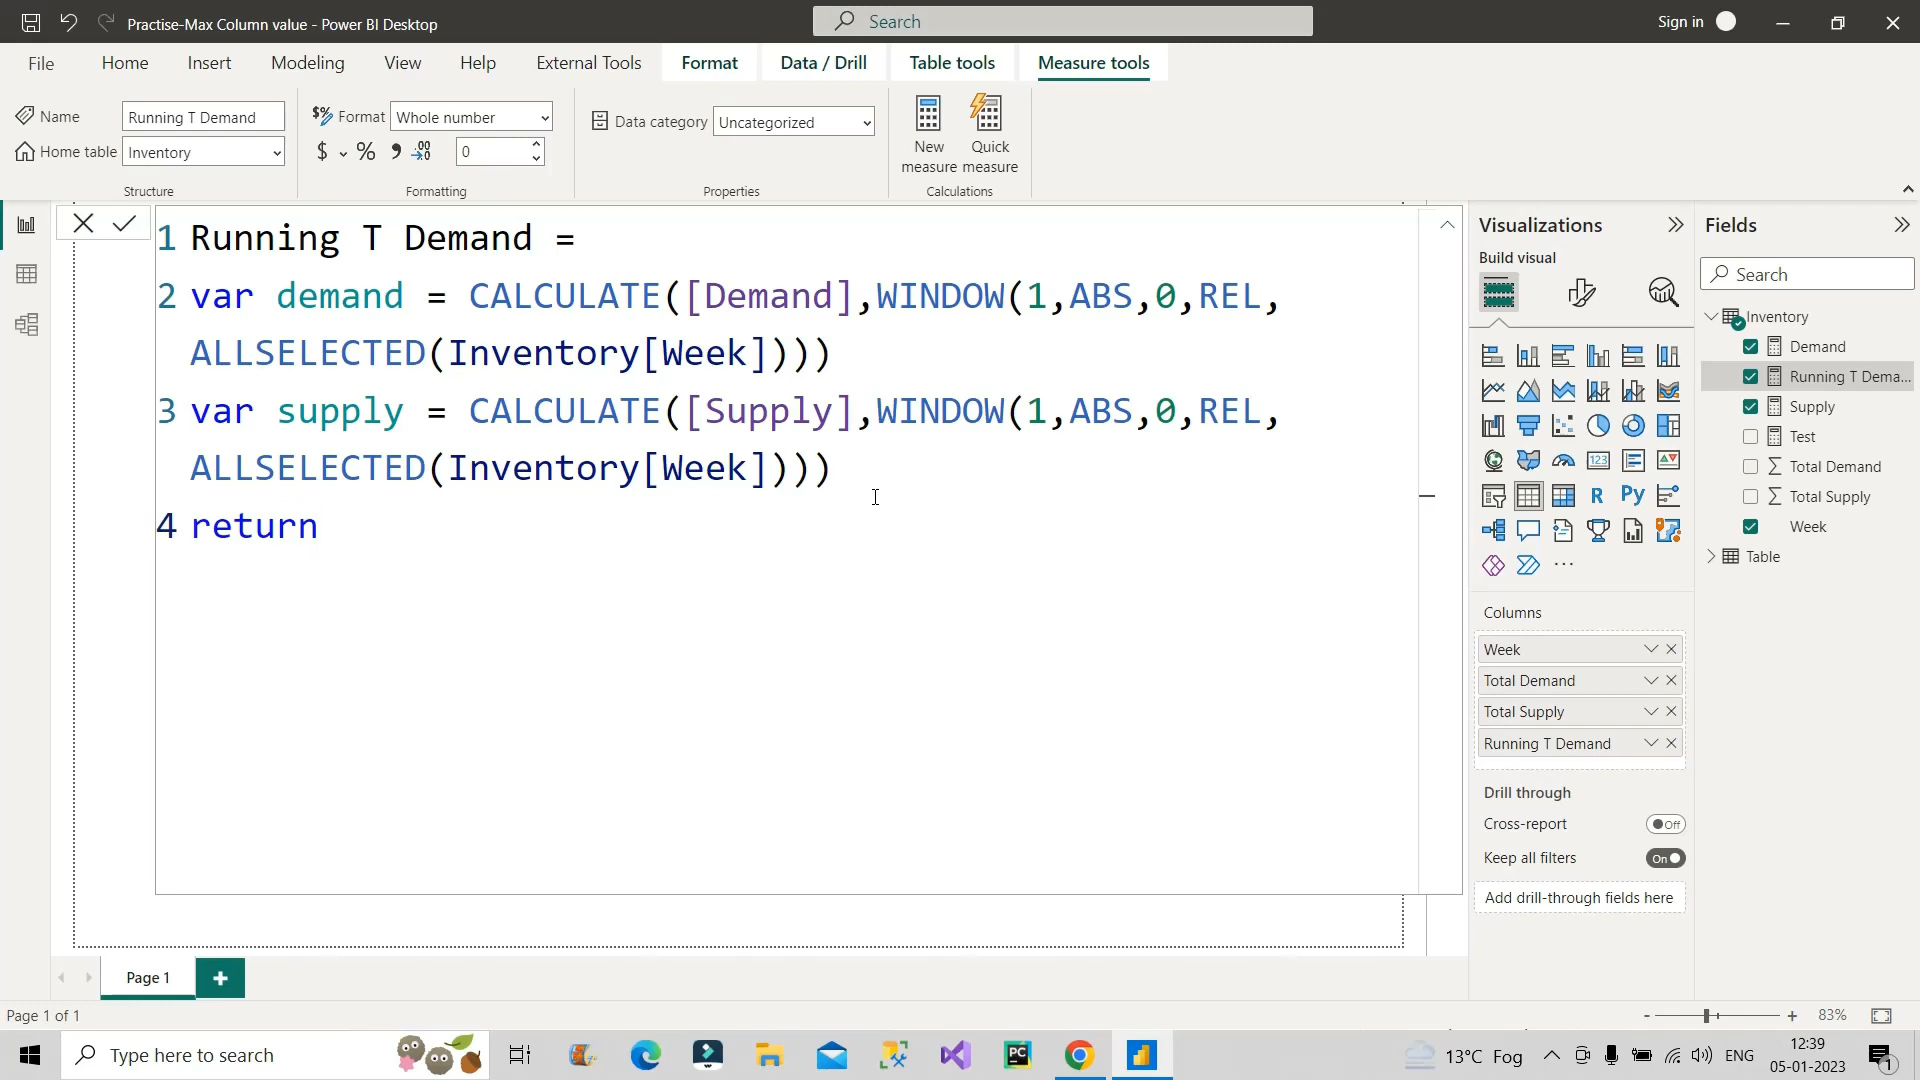 Practise-Max Column value - Power BI Desktop
Search
Sign in
File Home Insert Modeling View Help External Tools Format Data / Drill Table tools Measure tools
Name Running T Demand
Home table Inventory
Structure
$% Format Whole number
$ % 9 .00 0
Formatting
Data category Uncategorized
Properties
New measure
Quick measure
Calculations
1 Running T Demand =
2 var demand = CALCULATE([Demand],WINDOW(1,ABS,0,REL,
ALLSELECTED(Inventory[Week])))
3 var supply = CALCULATE([Supply],WINDOW(1,ABS,0,REL,
ALLSELECTED(Inventory[Week])))
4 return
Visualizations
Build visual
123
R Py
...
Columns
Week
Total Demand
Total Supply
Running T Demand
Drill through
Cross-report Off
Keep all filters On
Add drill-through fields here
Fields
Search
Inventory
Demand
Running T Dema...
Supply
Test
Total Demand
Total Supply
Week
Table
Page 1
Page 1 of 1
- + 83%
Type here to search
PC
13°C Fog
ENG
12:39
05-01-2023
1